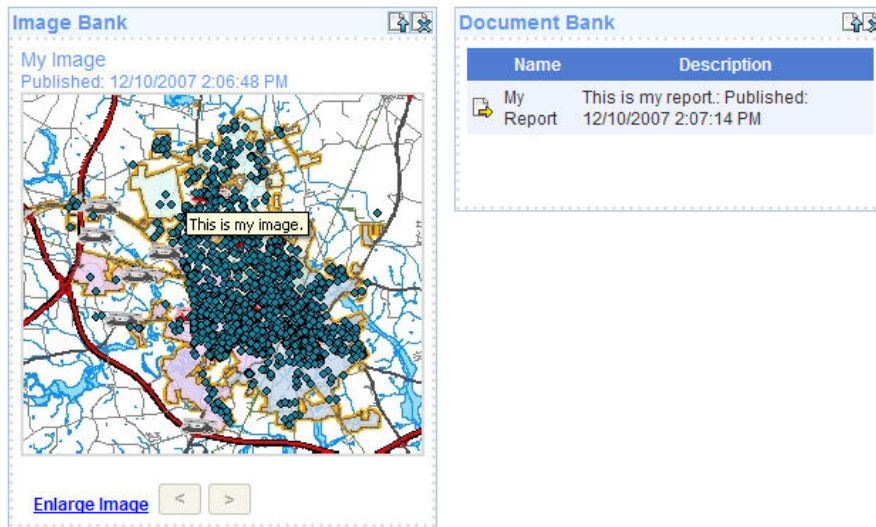 Image Bank
My Image
Published: 12/10/2007 2:06:48 PM
This is my image.
Enlarge Image < >
Document Bank
Name Description
My Report This is my report.: Published:
12/10/2007 2:07:14 PM